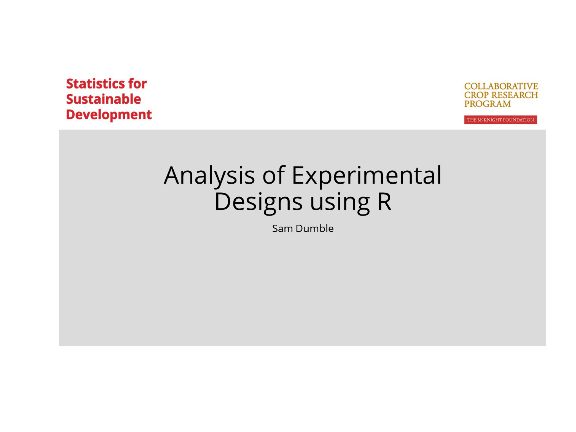 Statistics for
Sustainable
Development
COLLABORATIVE
CROP RESEARCH
PROGRAM
THE MCKNIGHT FOUNDATION
Analysis of Experimental
Designs using R
Sam Dumble